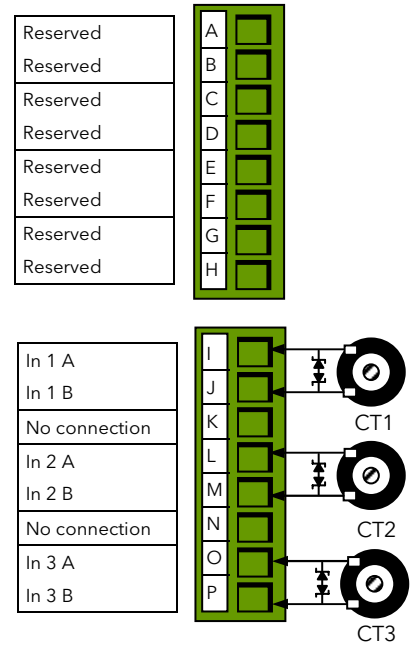 Reserved A
Reserved B
Reserved C
Reserved D
Reserved E
Reserved F
Reserved G
Reserved H
In 1 A I
In 1 B J
CT1
No connection K
In 2 A L
In 2 B M
CT2
No connection N
In 3 A O
In 3 B P
CT3